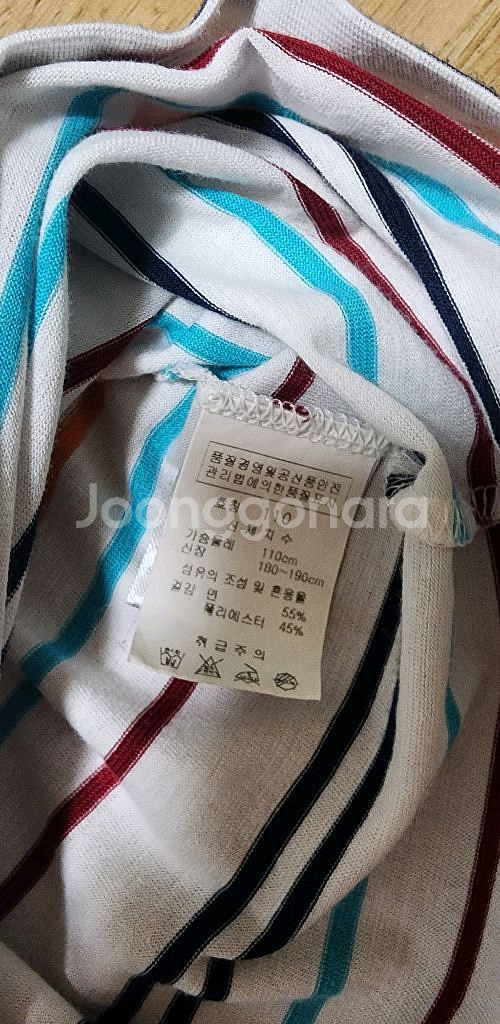 품질경영및공산품안전
관리법에의한품질표시
Joonggonara
호칭 110
신체치수
가슴둘레 110cm
신장 180~190cm
섬유의 조성 및 혼용율
겉감 면 55%
폴리에스터 45%
취급주의